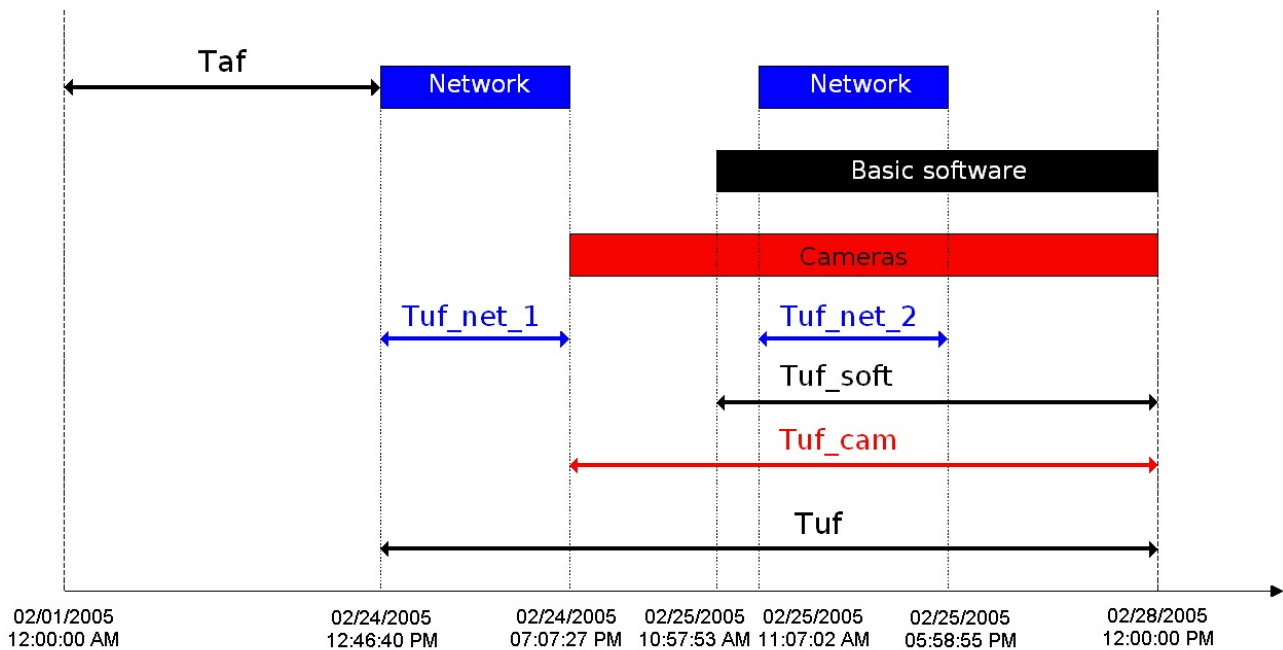 Taf
Network
Network
Basic software
Cameras
Tuf_net_1
Tuf_net_2
Tuf_soft
Tuf_cam
Tuf
02/01/2005
12:00:00 AM
02/24/2005
12:46:40 PM
02/24/2005
07:07:27 PM
02/25/2005
10:57:53 AM
02/25/2005
11:07:02 AM
02/25/2005
05:58:55 PM
02/28/2005
12:00:00 PM